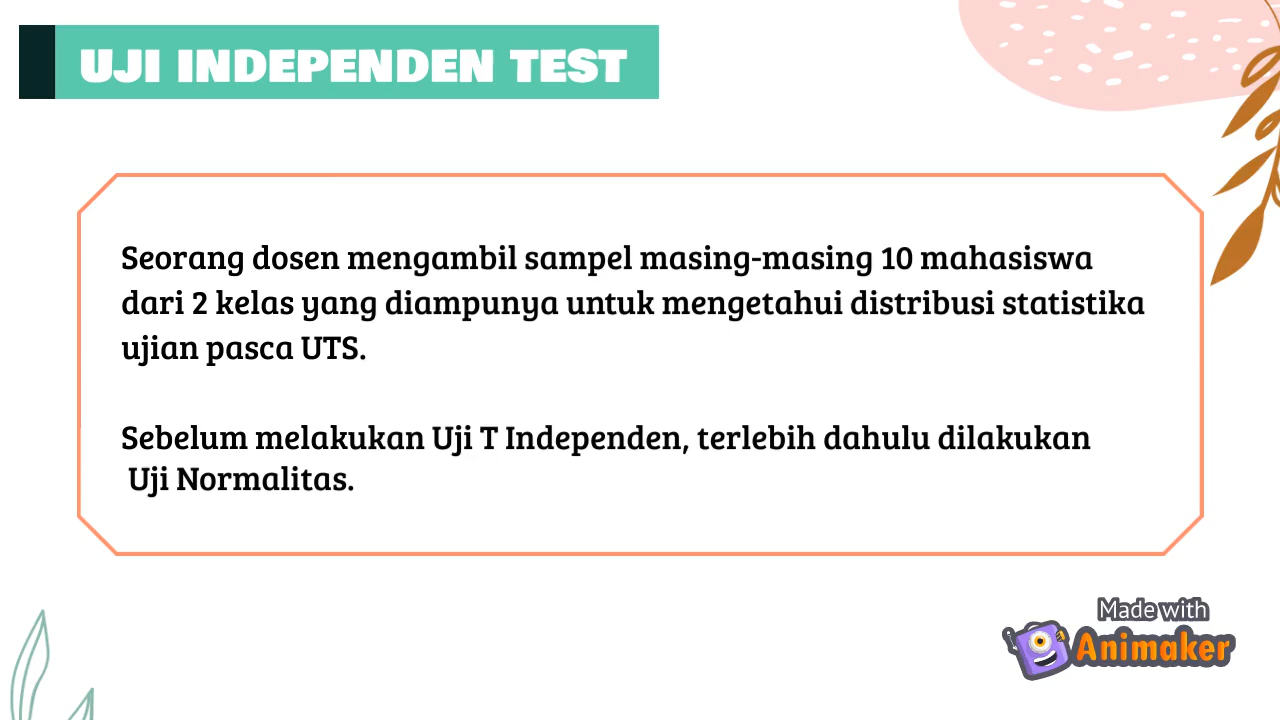 UJI INDEPENDEN TEST
Seorang dosen mengambil sampel masing-masing 10 mahasiswa
dari 2 kelas yang diampunya untuk mengetahui distribusi statistika
ujian pasca UTS.
Sebelum melakukan Uji T Independen, terlebih dahulu dilakukan
Uji Normalitas.
Made with
Animaker